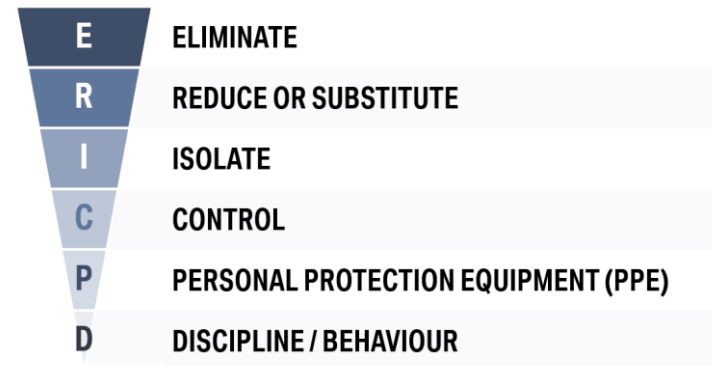 E ELIMINATE
R REDUCE OR SUBSTITUTE
I ISOLATE
C CONTROL
P PERSONAL PROTECTION EQUIPMENT (PPE)
D DISCIPLINE / BEHAVIOUR